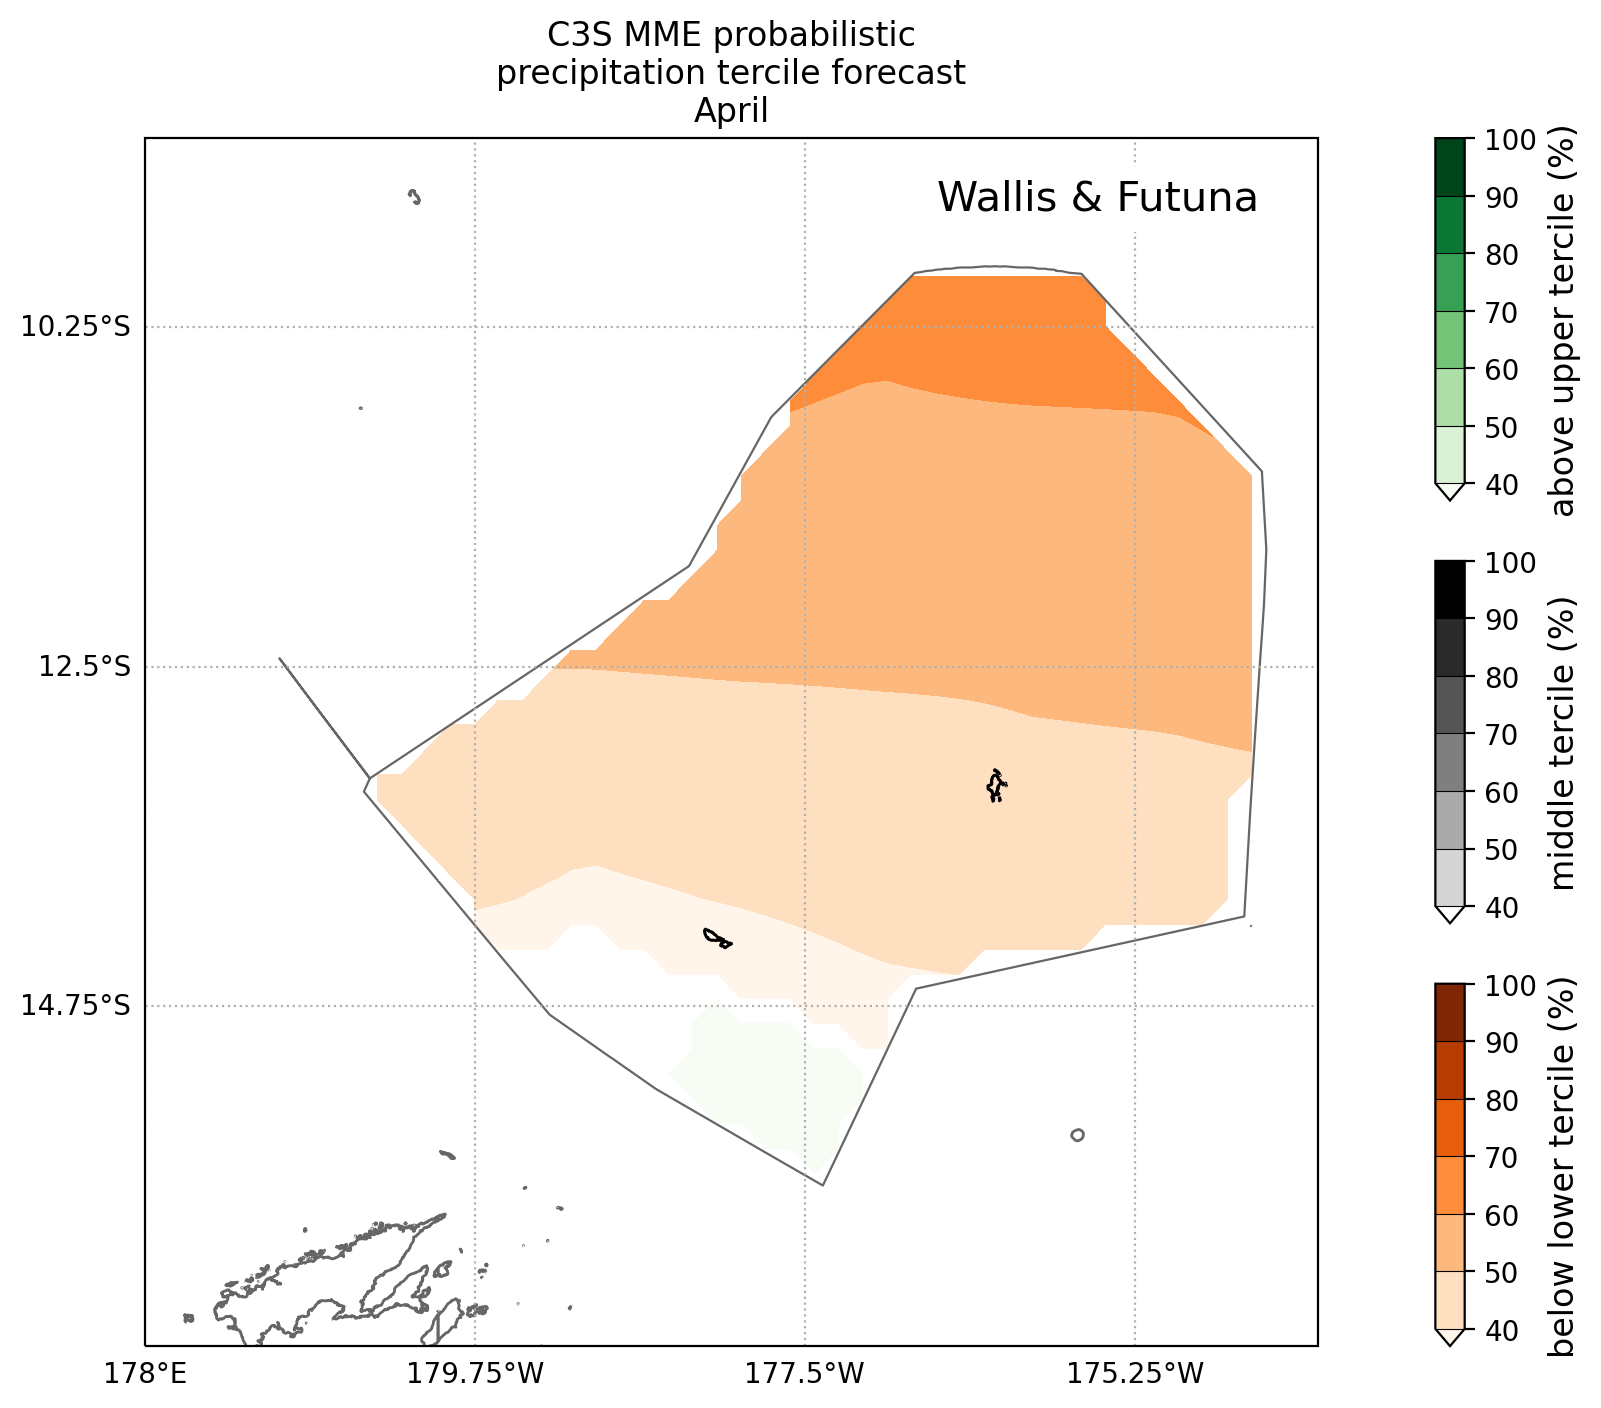 C3S MME probabilistic
precipitation tercile forecast
April
Wallis & Futuna
10.25°S
12.5°S
14.75°S
178°E
179.75°W
177.5°W
175.25°W
100
90
80
70
60
50
40
above upper tercile (%)
100
90
80
70
60
50
40
middle tercile (%)
100
90
80
70
60
50
40
below lower tercile (%)